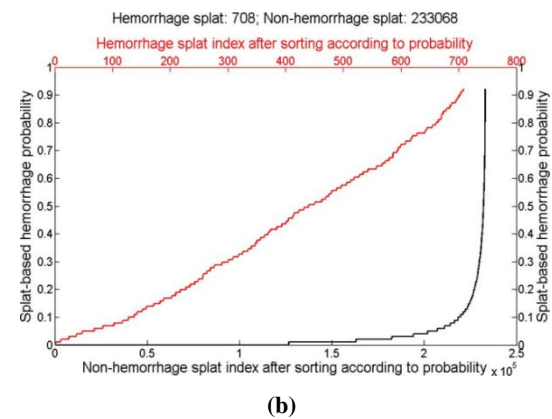 Hemorrhage splat: 708; Non-hemorrhage splat: 233068
Hemorrhage splat index after sorting according to probability
0 100 200 300 400 500 600 700 800
Splat-based hemorrhage probability
1
0.9
0.8
0.7
0.6
0.5
0.4
0.3
0.2
0.1
0
1
0.9
0.8
0.7
0.6
0.5
0.4
0.3
0.2
0.1
0
Splat-based hemorrhage probability
0 0.5 1 1.5 2 2.5
Non-hemorrhage splat index after sorting according to probability x 10^5
(b)